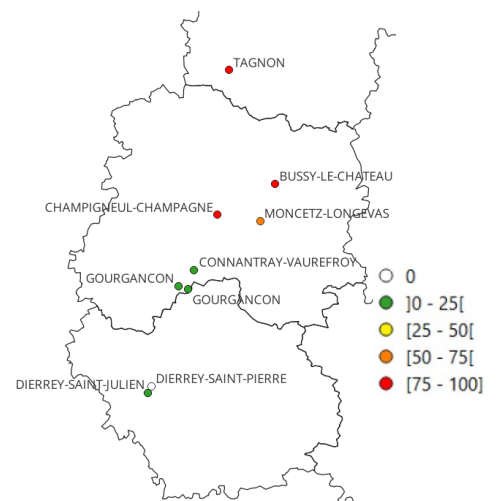 TAGNON
BUSSY-LE-CHATEAU
CHAMPIGNEUL-CHAMPAGNE
MONCETZ-LONGEVAS
CONNANTRAY-VAUREFROY
GOURGANCON
GOURGANCON
DIERREY-SAINT-PIERRE
DIERREY-SAINT-JULIEN
0
]0 - 25[
[25 - 50[
[50 - 75[
[75 - 100]